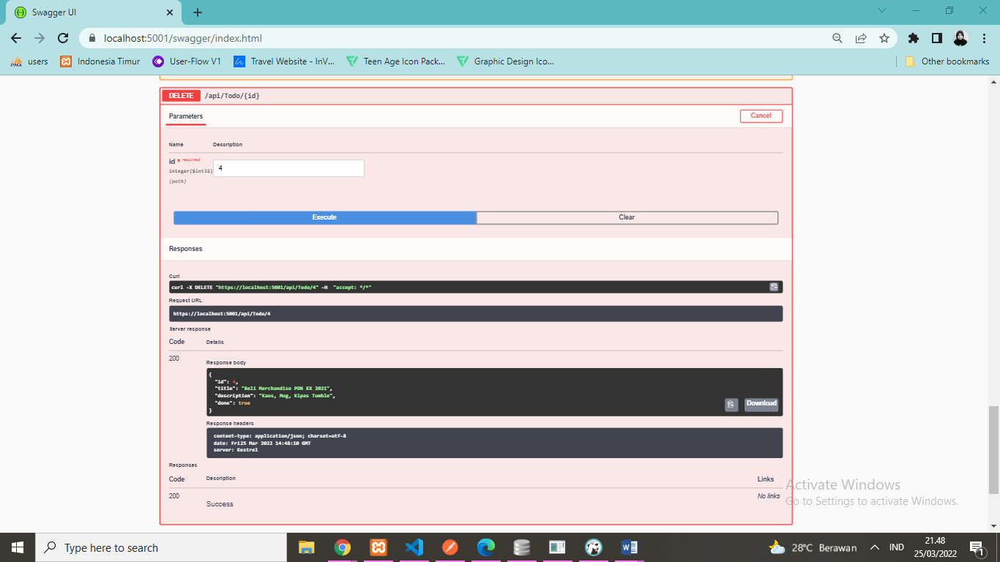 Swagger UI
localhost:5001/swagger/index.html
users
Indonesia Timur
User-Flow V1
Travel Website - InV...
Teen Age Icon Pack...
Graphic Design Ico...
Other bookmarks
DELETE /api/Todo/{id}
Parameters
Cancel
Name Description
id * required
integer($int32)
(path)
4
Execute
Clear
Responses
Curl
curl -X DELETE "https://localhost:5001/api/Todo/4" -H "accept: */*"
Request URL
https://localhost:5001/api/Todo/4
Server response
Code Details
200
Response body
{
"id": 4,
"title": "Beli Merchandise PON XX 2021",
"description": "Kaos, Mug, Kipas Tumble",
"done": true
}
Download
Response headers
content-type: application/json; charset=utf-8
date: Fri25 Mar 2022 14:48:10 GMT
server: Kestrel
Responses
Code Description Links
200
Success
No links
Activate Windows
Go to Settings to activate Windows.
Type here to search
28°C Berawan
IND
21.48
25/03/2022
1